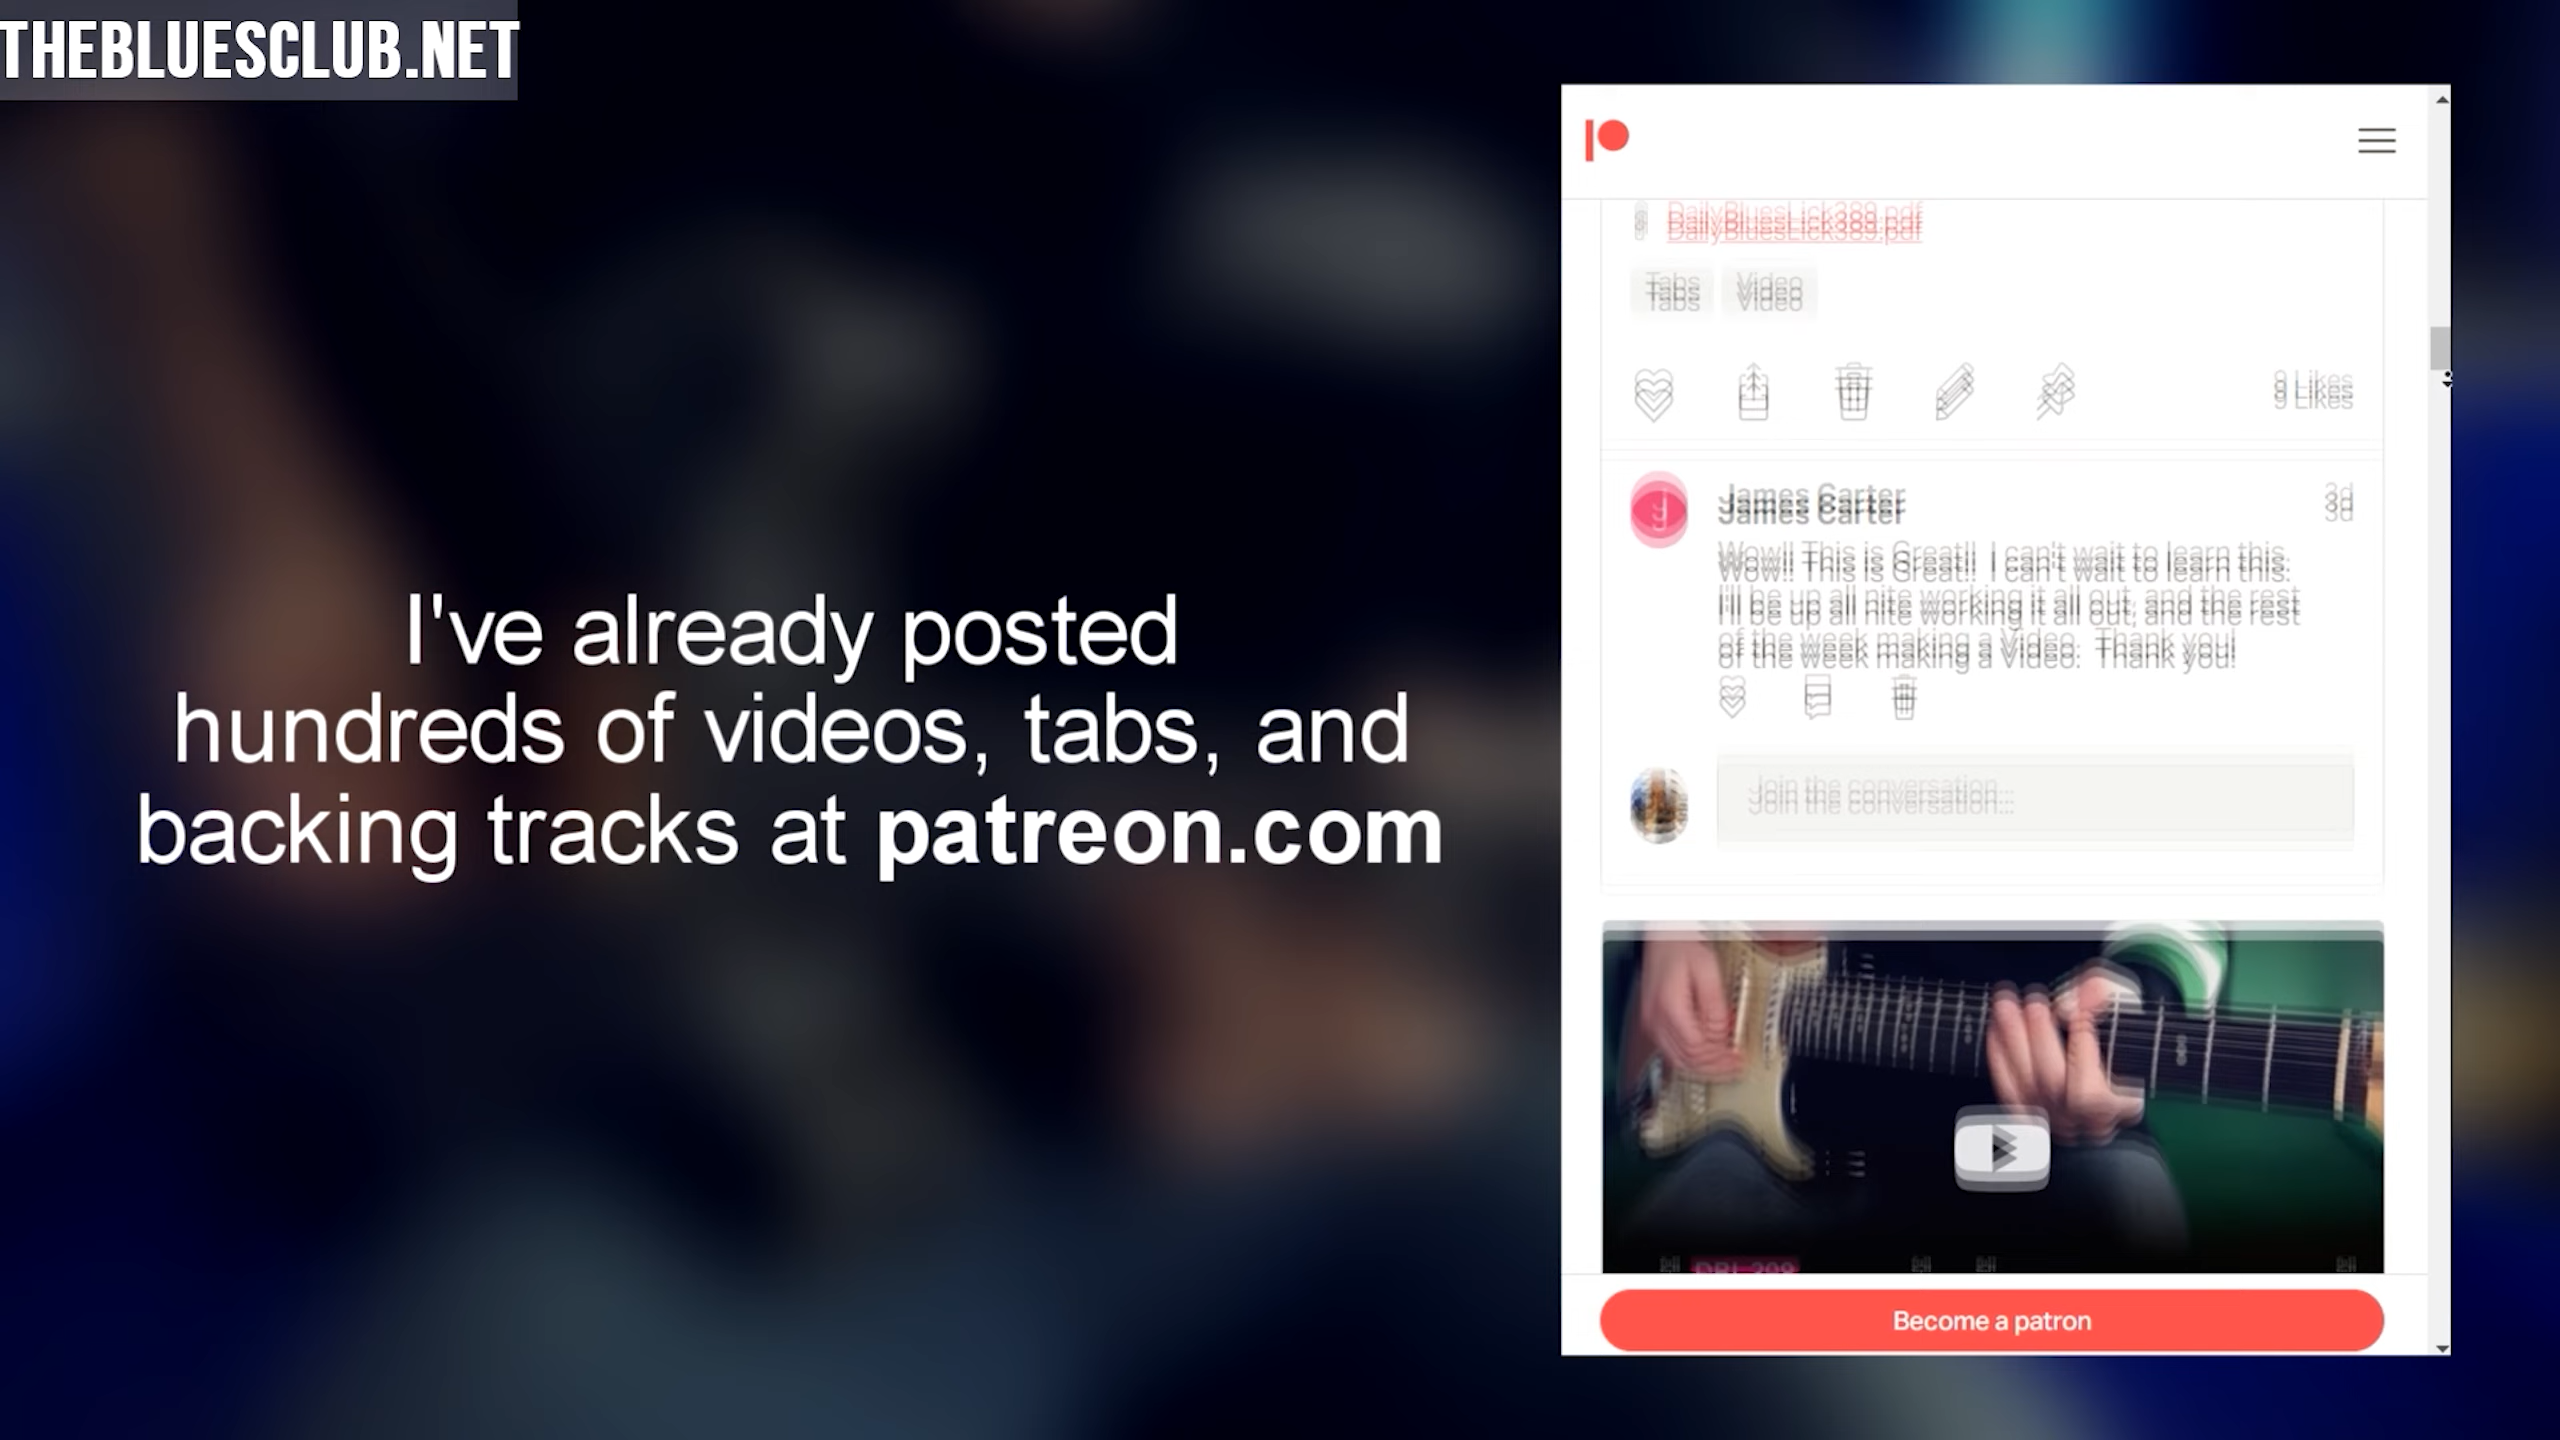 THEBLUESCLUB.NET
I've already posted
hundreds of videos, tabs, and
backing tracks at patreon.com
DailyBluesLick389.pdf
Tabs Video
9 Likes
J
James Carter 3d
Wow!! This is Great!! I can't wait to learn this.
I'll be up all nite working it all out, and the rest
of the week making a Video. Thank you!
Join the conversation...
Become a patron